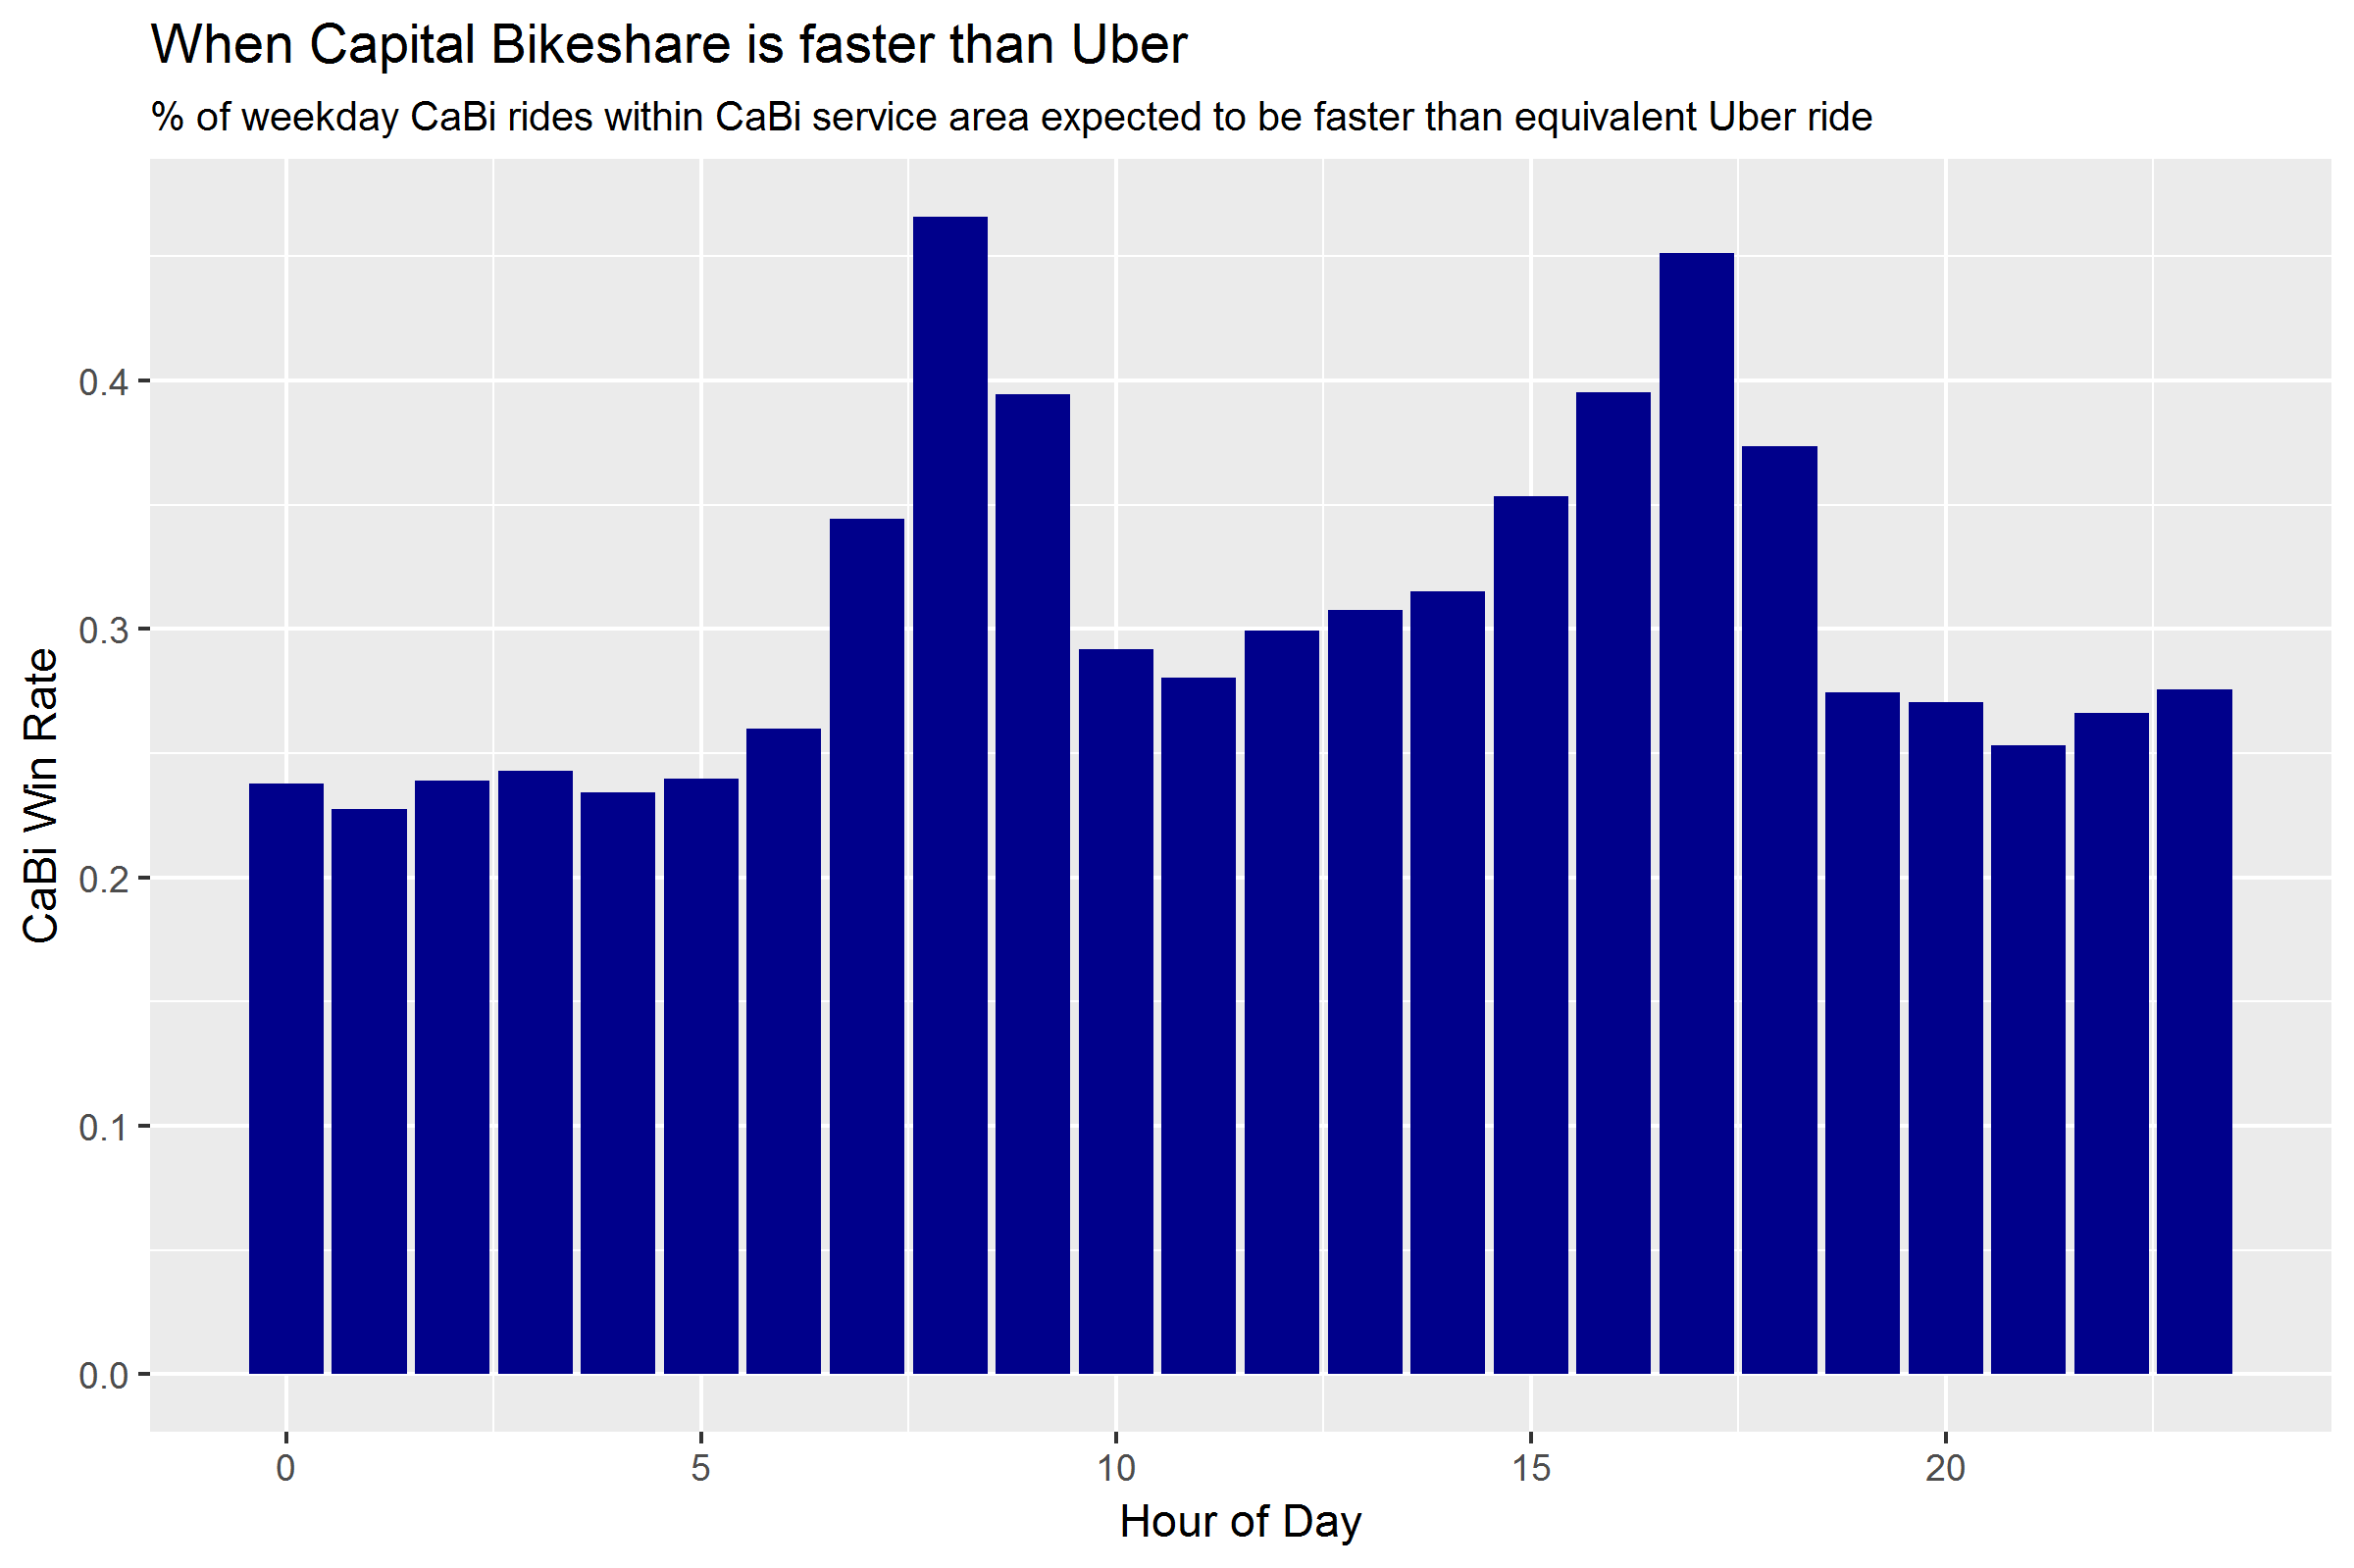 When Capital Bikeshare is faster than Uber
% of weekday CaBi rides within CaBi service area expected to be faster than equivalent Uber ride
CaBi Win Rate
0.4
0.3
0.2
0.1
0.0
0 5 10 15 20
Hour of Day